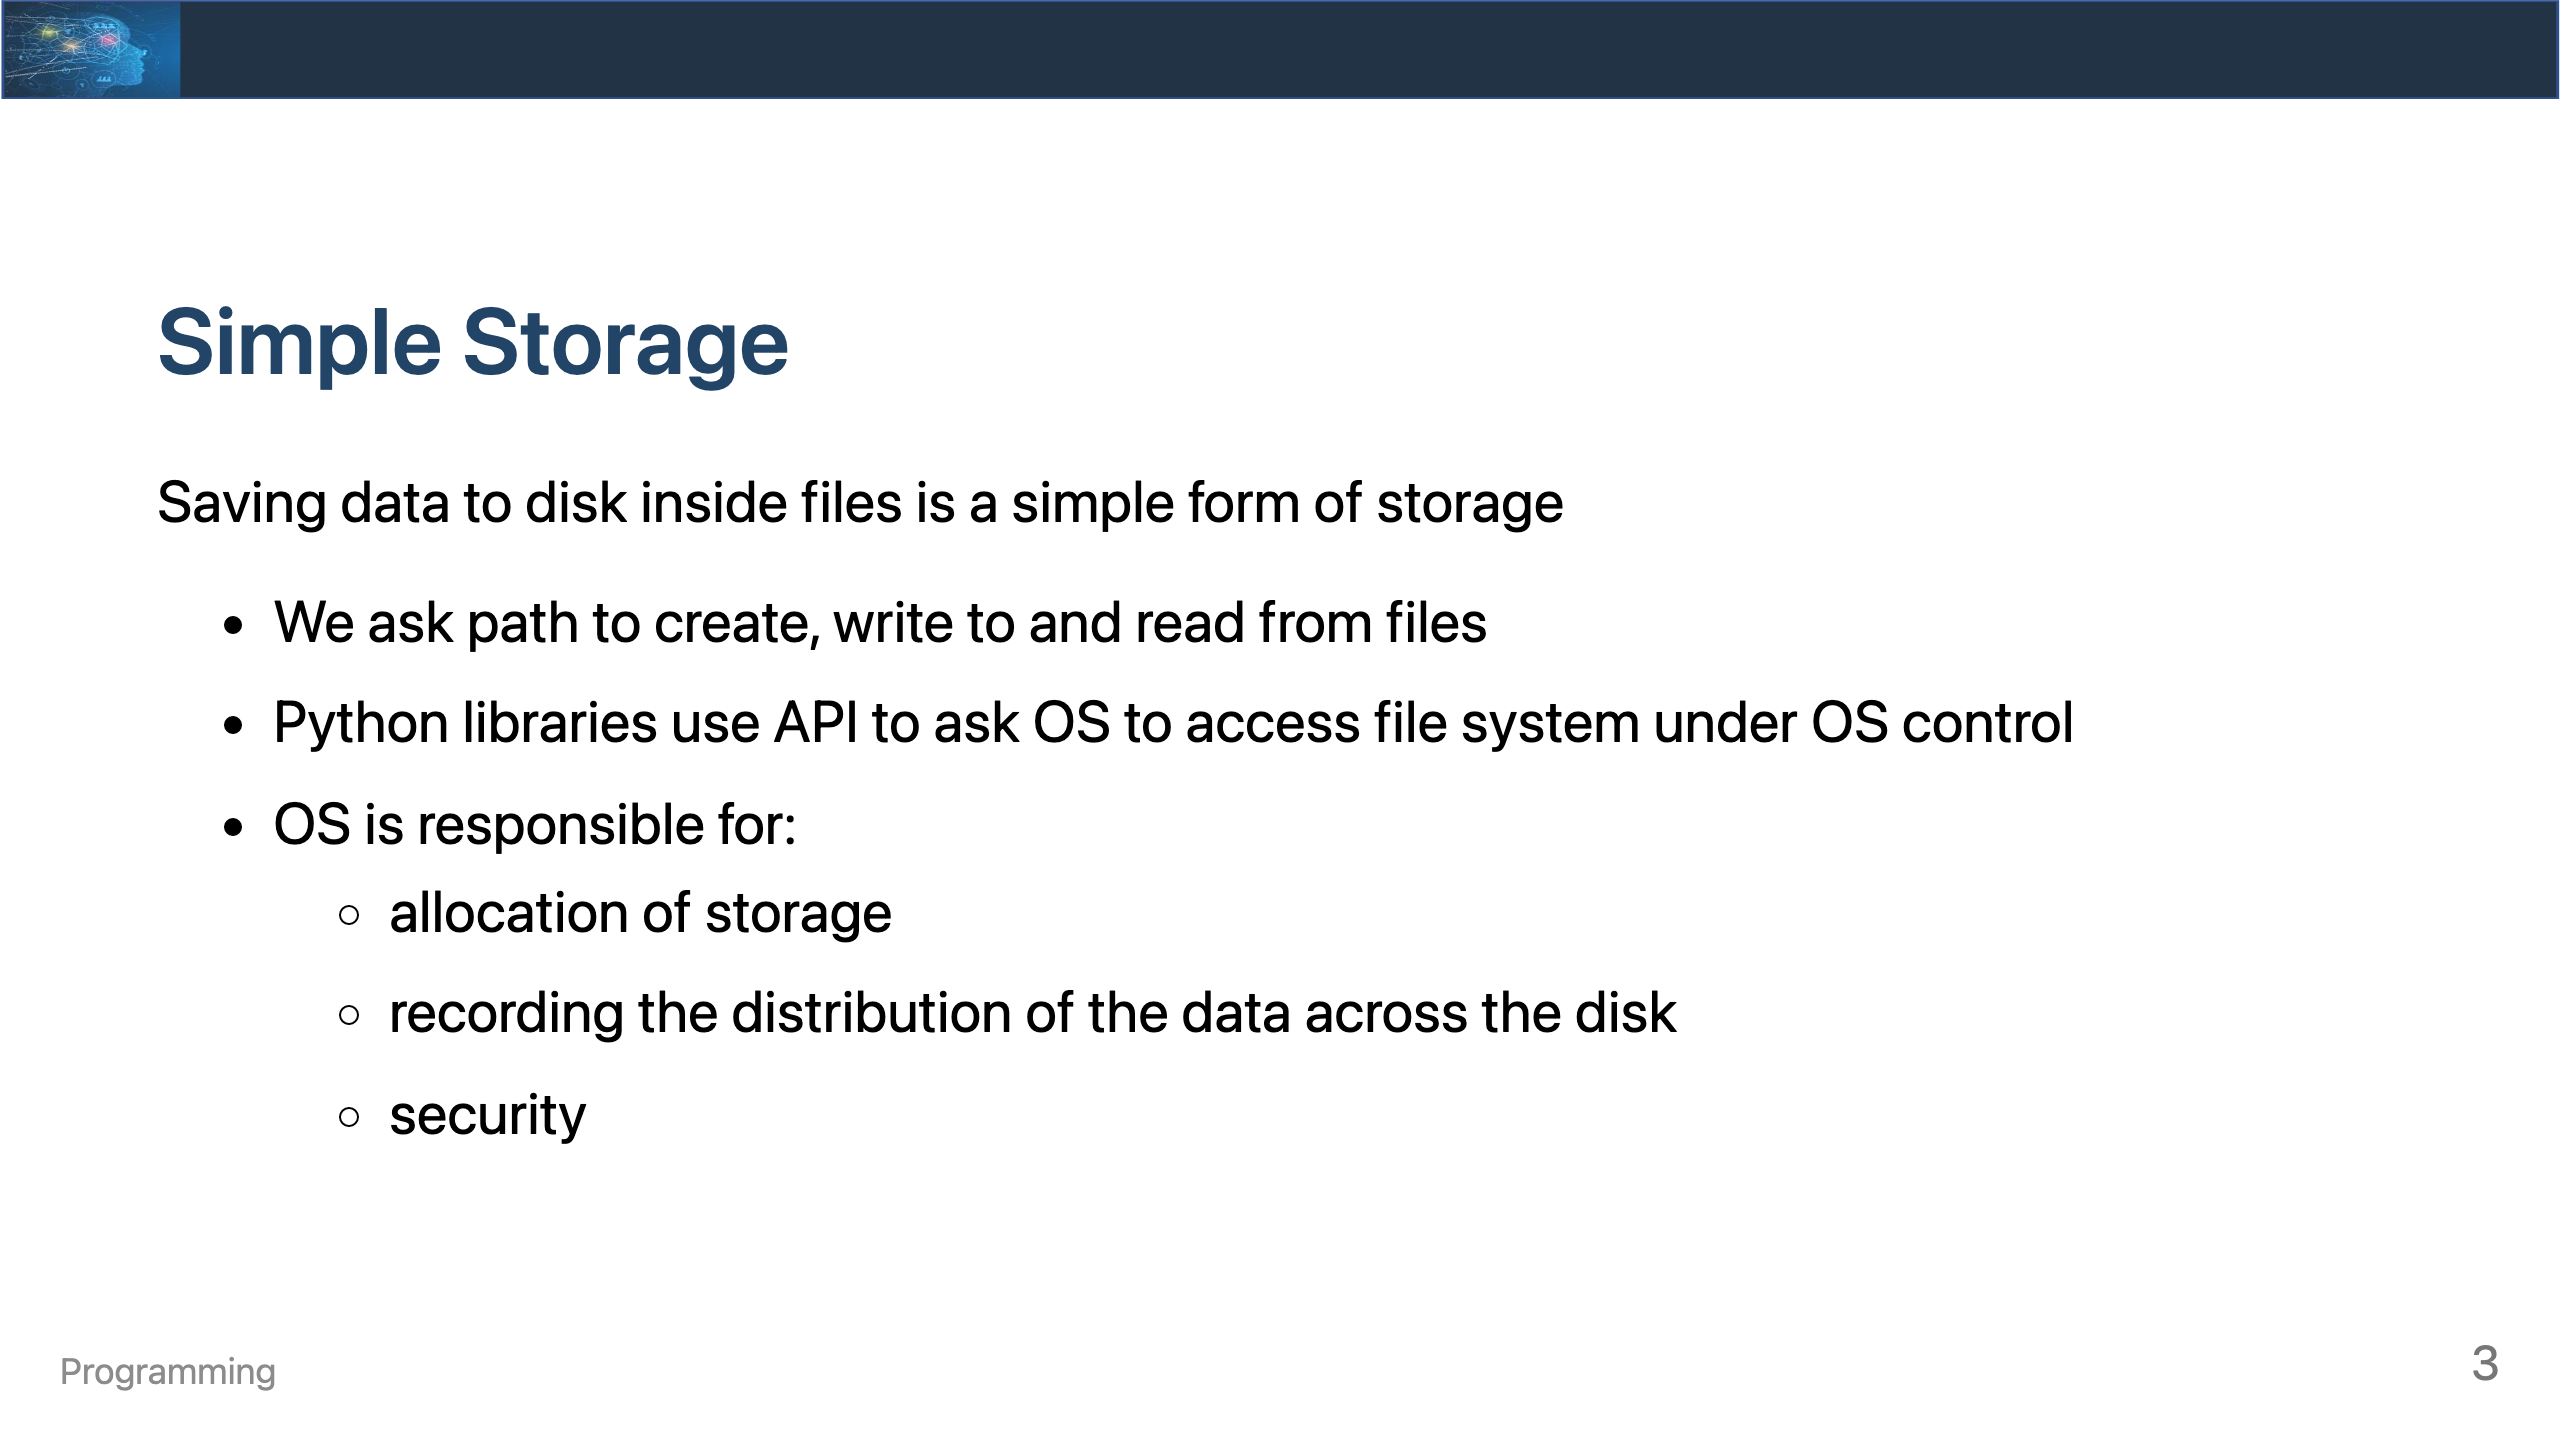 Simple Storage
Saving data to disk inside files is a simple form of storage
• We ask path to create, write to and read from files
• Python libraries use API to ask OS to access file system under OS control
• OS is responsible for:
○ allocation of storage
○ recording the distribution of the data across the disk
○ security
Programming
3